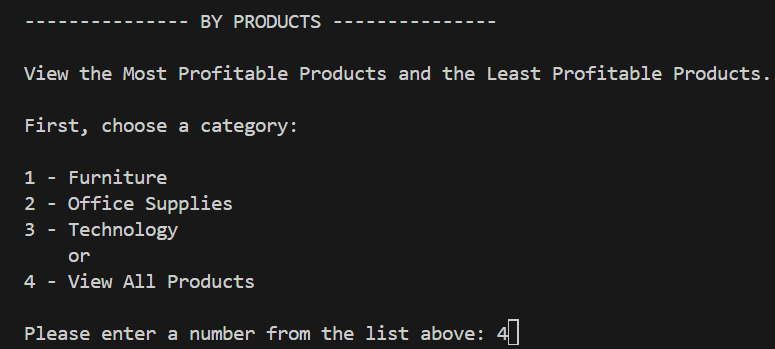 --------------- BY PRODUCTS ---------------
View the Most Profitable Products and the Least Profitable Products.
First, choose a category:
1 - Furniture
2 - Office Supplies
3 - Technology
or
4 - View All Products
Please enter a number from the list above: 4